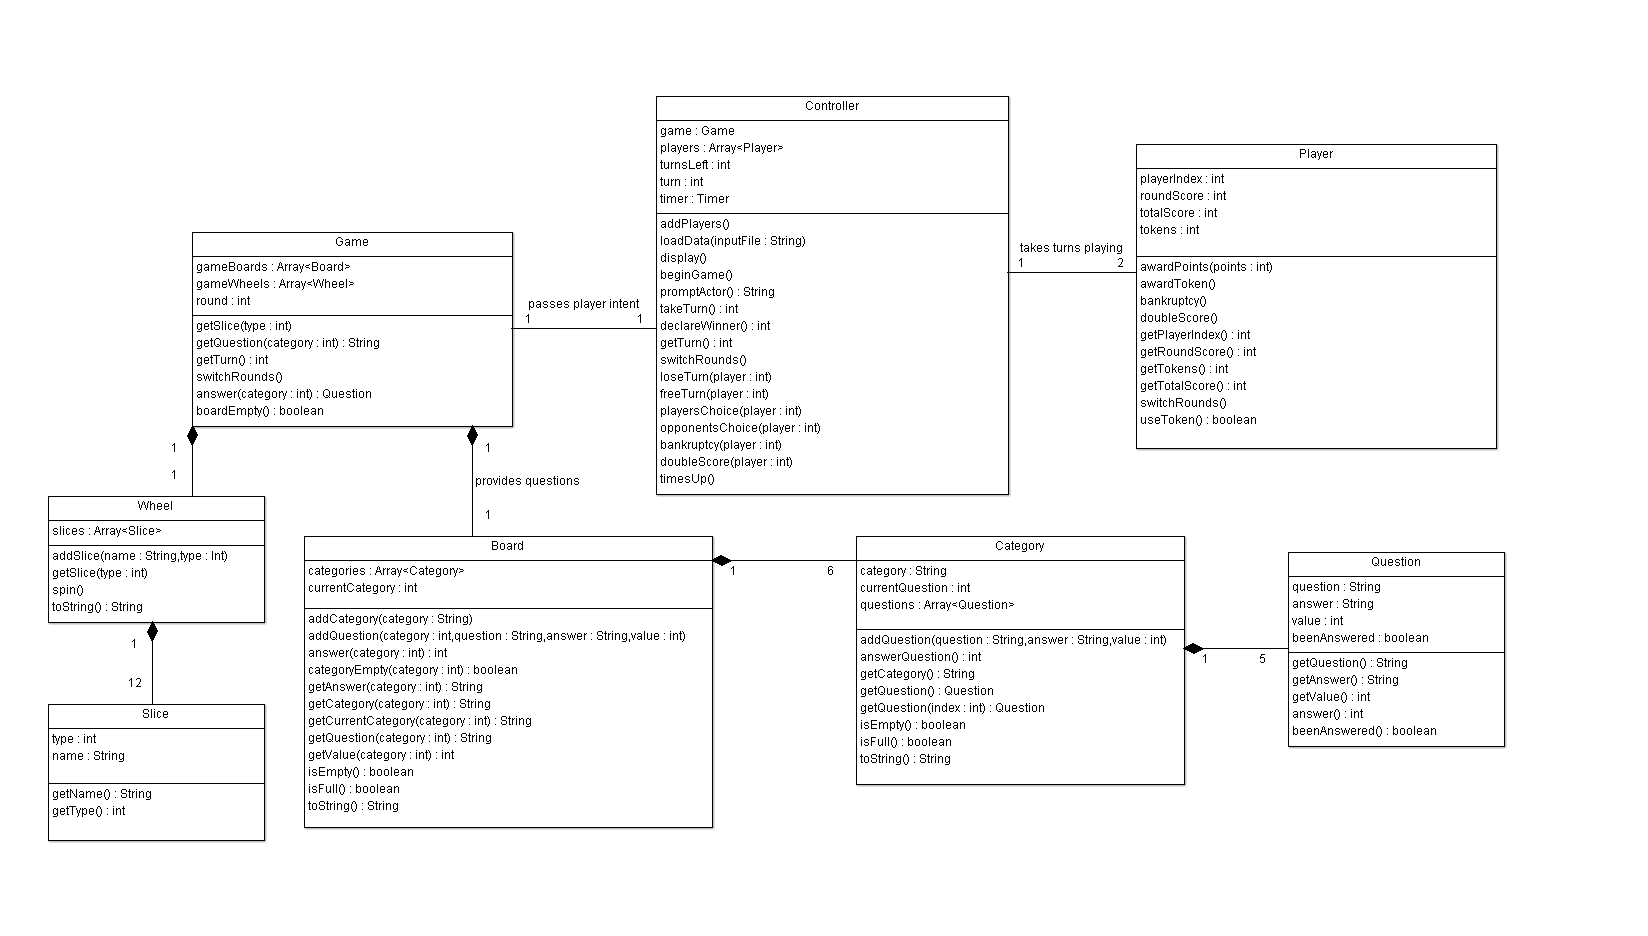 Controller
game : Game
players : Array<Player>
turnsLeft : int
turn : int
timer : Timer
addPlayers()
loadData(inputFile : String)
display()
beginGame()
promptActor() : String
takeTurn() : int
declareWinner() : int
getTurn() : int
switchRounds()
loseTurn(player : int)
freeTurn(player : int)
playersChoice(player : int)
opponentsChoice(player : int)
bankruptcy(player : int)
doubleScore(player : int)
timesUp()
takes turns playing
1
2
Player
playerIndex : int
roundScore : int
totalScore : int
tokens : int
awardPoints(points : int)
awardToken()
bankruptcy()
doubleScore()
getPlayerIndex() : int
getRoundScore() : int
getTokens() : int
getTotalScore() : int
switchRounds()
useToken() : boolean
Game
gameBoards : Array<Board>
gameWheels : Array<Wheel>
round : int
getSlice(type : int)
getQuestion(category : int) : String
getTurn() : int
switchRounds()
answer(category : int) : Question
boardEmpty() : boolean
passes player intent
1
1
1
1
1
provides questions
1
Wheel
slices : Array<Slice>
addSlice(name : String,type : Int)
getSlice(type : int)
spin()
toString() : String
1
12
Slice
type : int
name : String
getName() : String
getType() : int
Board
categories : Array<Category>
currentCategory : int
addCategory(category : String)
addQuestion(category : int,question : String,answer : String,value : int)
answer(category : int) : int
categoryEmpty(category : int) : boolean
getAnswer(category : int) : String
getCategory(category : int) : String
getCurrentCategory(category : int) : String
getQuestion(category : int) : String
getValue(category : int) : int
isEmpty() : boolean
isFull() : boolean
toString() : String
1
6
Category
category : String
currentQuestion : int
questions : Array<Question>
addQuestion(question : String,answer : String,value : int)
answerQuestion() : int
getCategory() : String
getQuestion() : Question
getQuestion(index : int) : Question
isEmpty() : boolean
isFull() : boolean
toString() : String
1
5
Question
question : String
answer : String
value : int
beenAnswered : boolean
getQuestion() : String
getAnswer() : String
getValue() : int
answer() : int
beenAnswered() : boolean